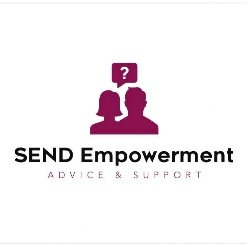 ?
SEND Empowerment
ADVICE & SUPPORT